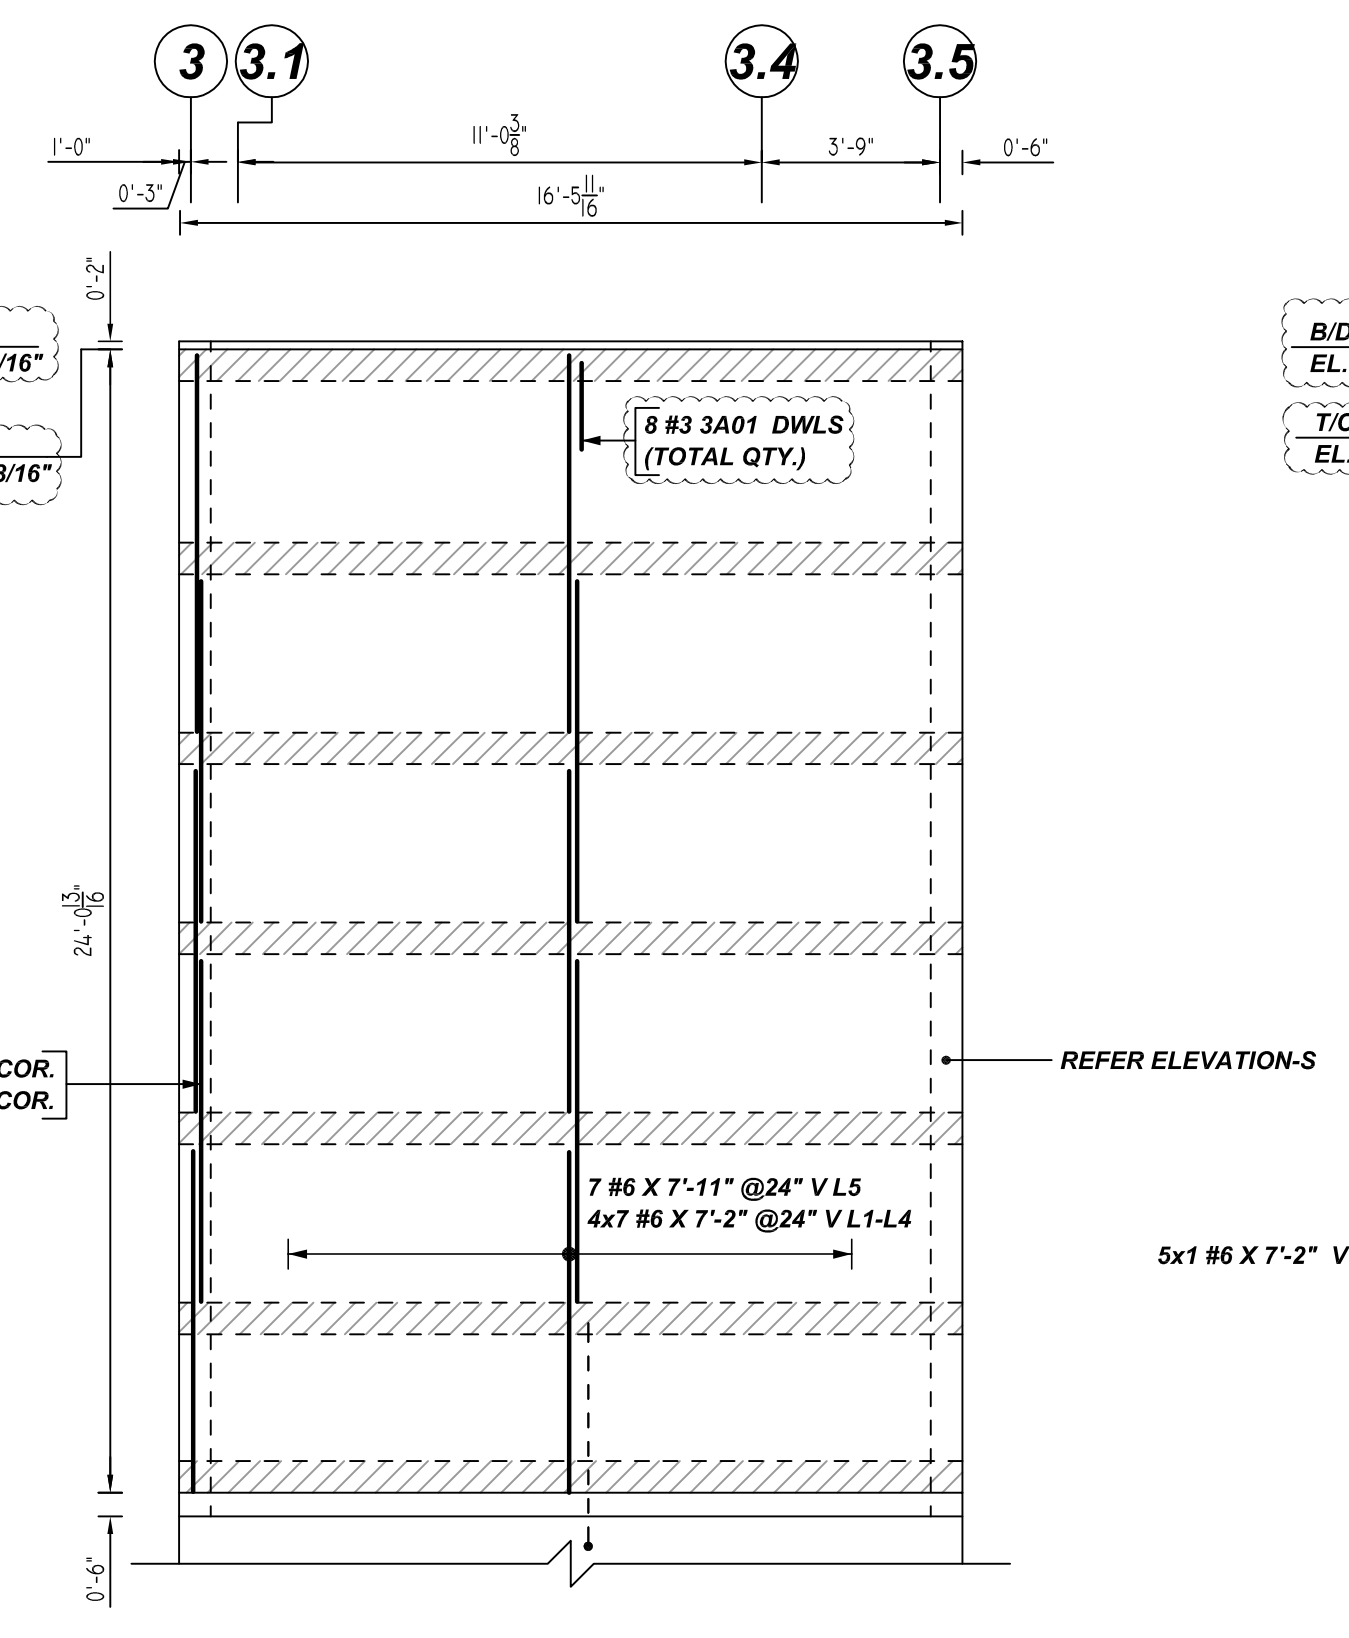 3 3.1 3.4 3.5
1'-0" 11'-0 3/8" 3'-9" 0'-6"
0'-3" 16'-5 11/16"
0'-2"
/16"
B/D
EL.
8 #3 3A01 DWLS
(TOTAL QTY.)
T/C
EL.
3/16"
24'-0 13/16"
COR.
COR.
REFER ELEVATION-S
7 #6 X 7'-11" @24" V L5
4x7 #6 X 7'-2" @24" V L1-L4
5x1 #6 X 7'-2" V
0'-6"